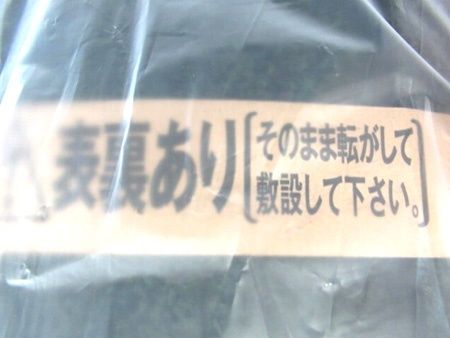 表裏あり
そのまま転がして
敷設して下さい。